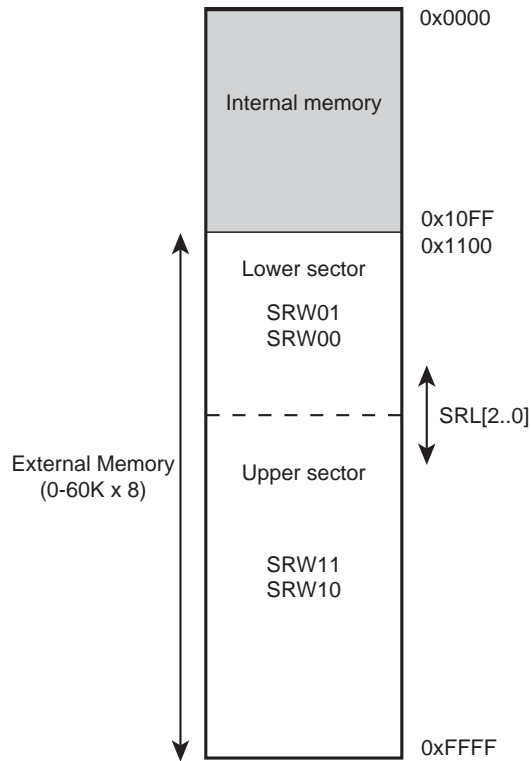 0x0000
Internal memory
0x10FF
0x1100
Lower sector
SRW01
SRW00
SRL[2..0]
External Memory
(0-60K x 8)
Upper sector
SRW11
SRW10
0xFFFF